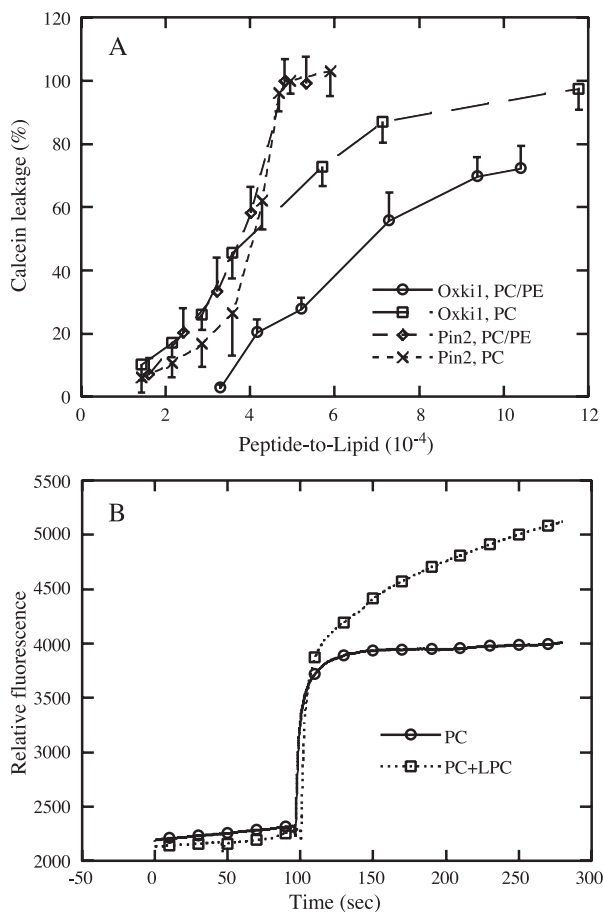 A
120
100
80
60
40
20
0
Calcein leakage (%)
Oxki1, PC/PE
Oxki1, PC
Pin2, PC/PE
Pin2, PC
0 2 4 6 8 10 12
Peptide-to-Lipid (10-4)
B
5500
5000
4500
4000
3500
3000
2500
2000
Relative fluorescence
PC
PC+LPC
-50 0 50 100 150 200 250 300
Time (sec)